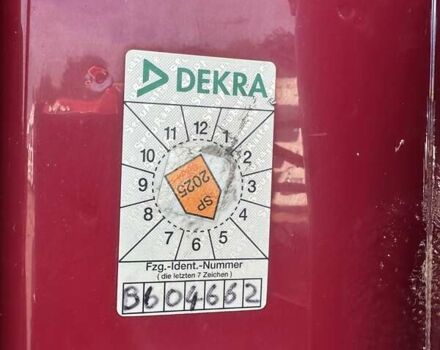 DEKRA
11 12 1
10 2
9 3
8 4
7 6 5
SP
2025
Fzg.-Ident.-Nummer
( die letzten 7 Zeichen )
3604662